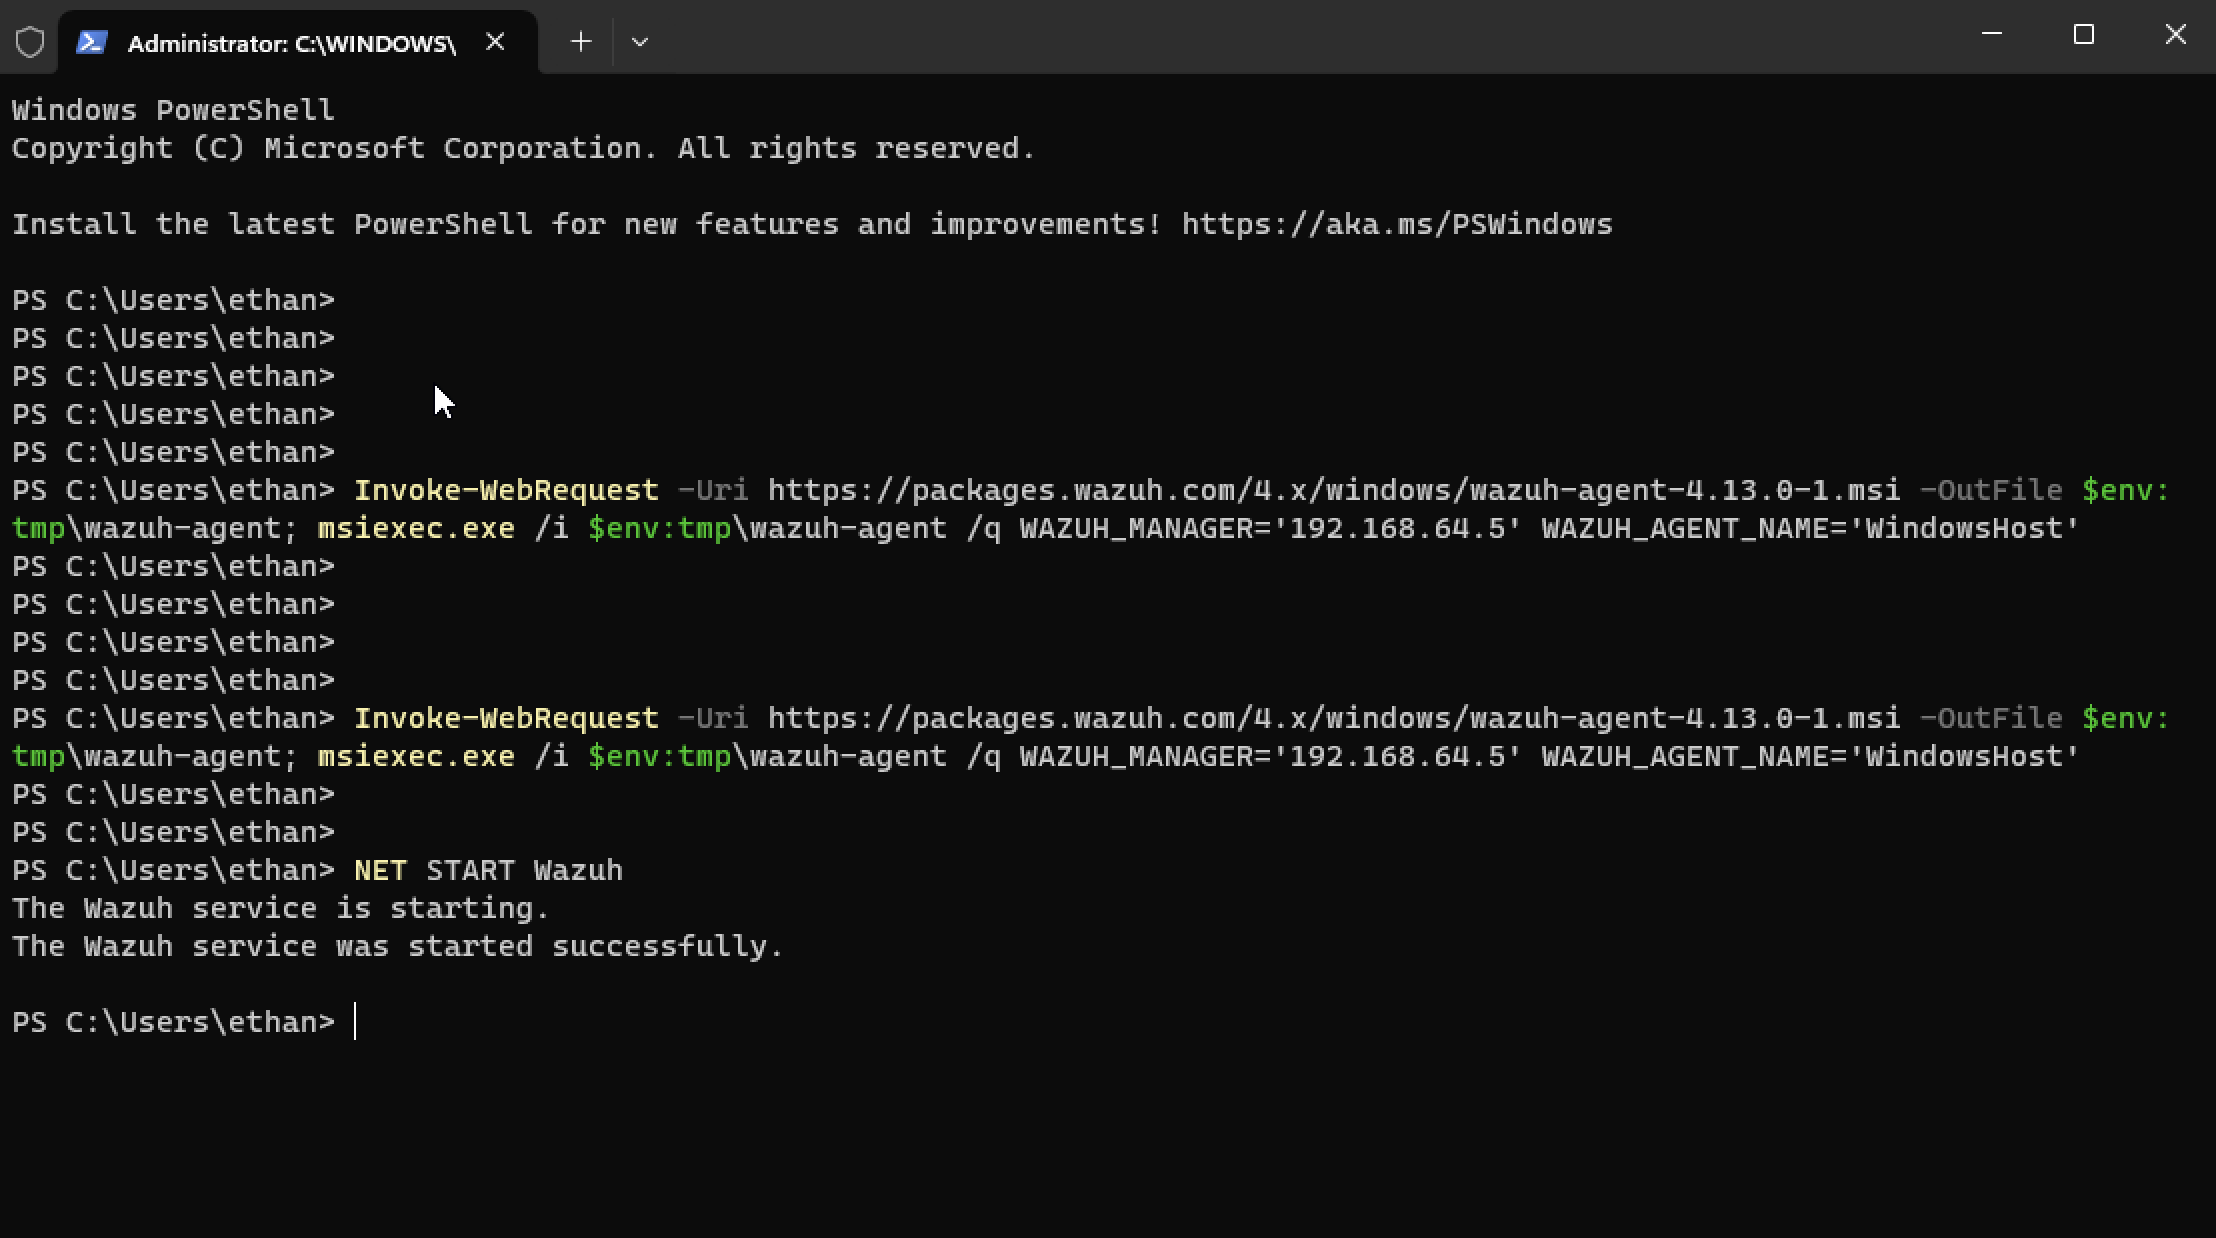 Administrator: C:\WINDOWS\
Windows PowerShell
Copyright (C) Microsoft Corporation. All rights reserved.
Install the latest PowerShell for new features and improvements! https://aka.ms/PSWindows
PS C:\Users\ethan>
PS C:\Users\ethan>
PS C:\Users\ethan>
PS C:\Users\ethan>
PS C:\Users\ethan>
PS C:\Users\ethan> Invoke-WebRequest -Uri https://packages.wazuh.com/4.x/windows/wazuh-agent-4.13.0-1.msi -OutFile $env:
tmp\wazuh-agent; msiexec.exe /i $env:tmp\wazuh-agent /q WAZUH_MANAGER='192.168.64.5' WAZUH_AGENT_NAME='WindowsHost'
PS C:\Users\ethan>
PS C:\Users\ethan>
PS C:\Users\ethan>
PS C:\Users\ethan>
PS C:\Users\ethan> Invoke-WebRequest -Uri https://packages.wazuh.com/4.x/windows/wazuh-agent-4.13.0-1.msi -OutFile $env:
tmp\wazuh-agent; msiexec.exe /i $env:tmp\wazuh-agent /q WAZUH_MANAGER='192.168.64.5' WAZUH_AGENT_NAME='WindowsHost'
PS C:\Users\ethan>
PS C:\Users\ethan>
PS C:\Users\ethan> NET START Wazuh
The Wazuh service is starting.
The Wazuh service was started successfully.
PS C:\Users\ethan>